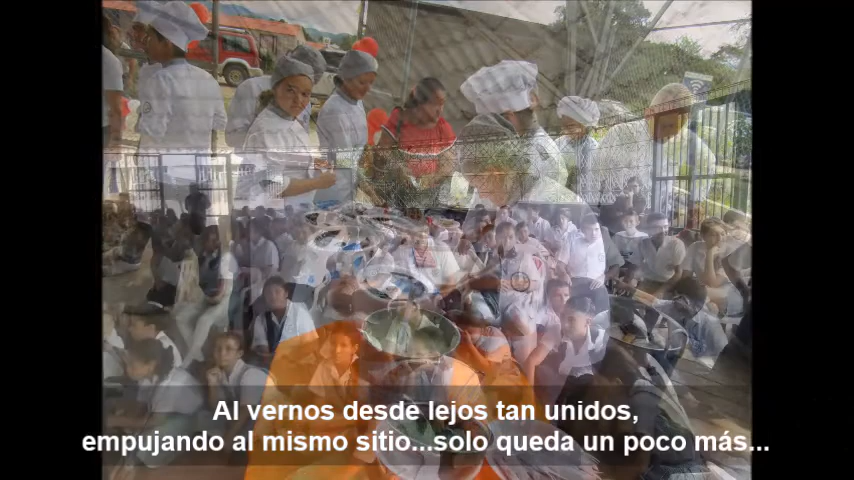 Al vernos desde lejos tan unidos,
empujando al mismo sitio...solo queda un poco más...